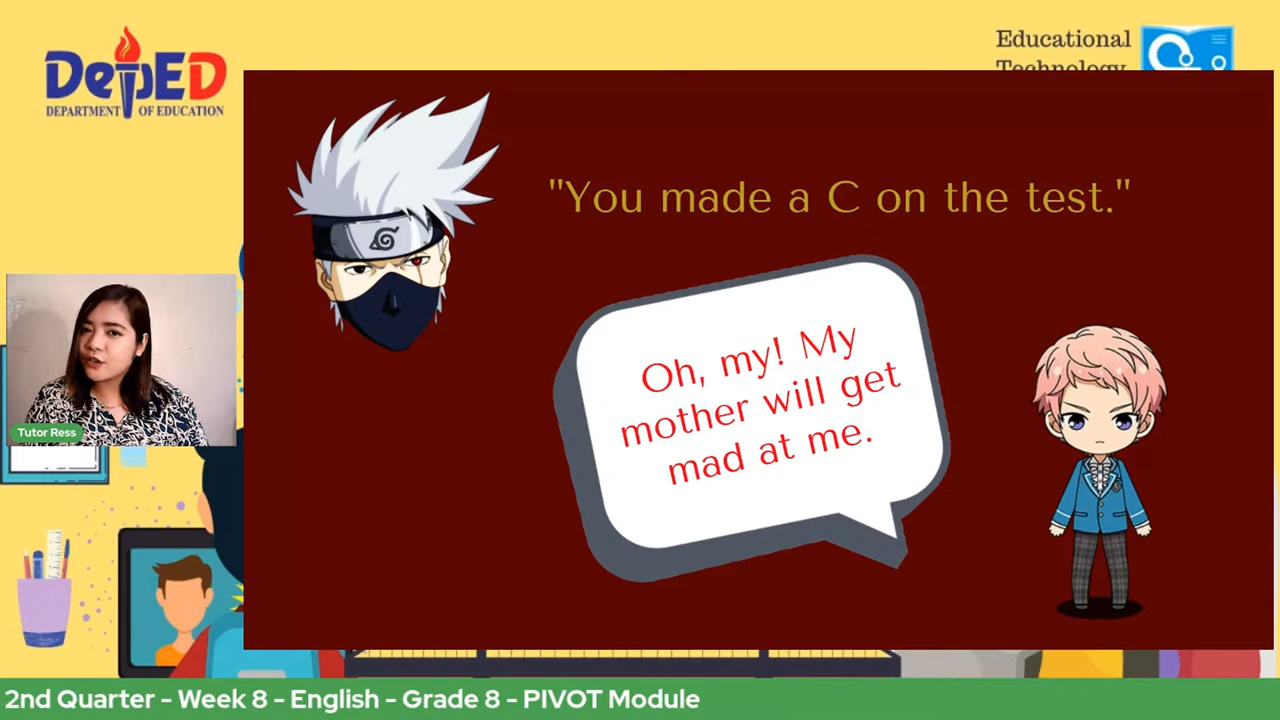 DepED
DEPARTMENT OF EDUCATION
Educational
Technology
"You made a C on the test."
Oh, my! My
mother will get
mad at me.
Tutor Ress
2nd Quarter - Week 8 - English - Grade 8 - PIVOT Module